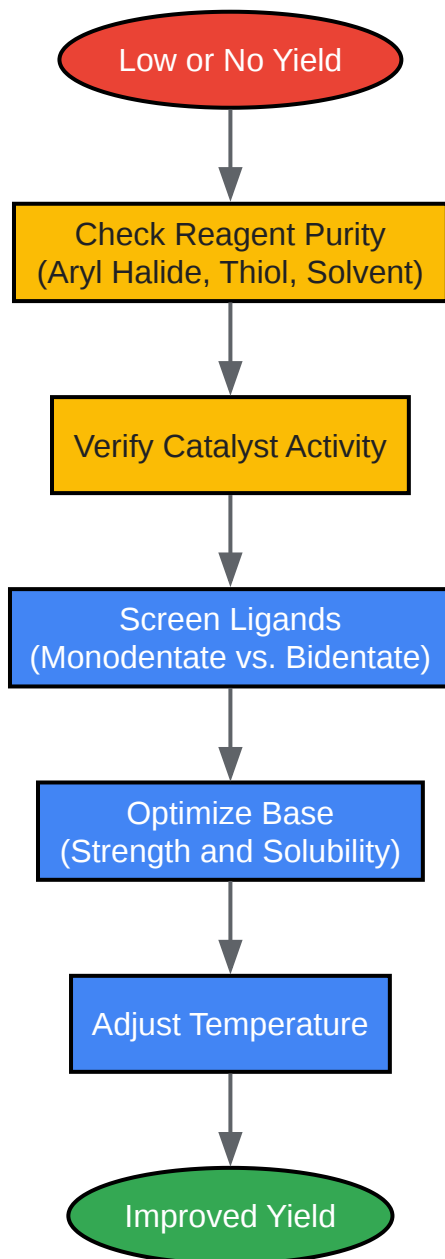 Low or No Yield
Check Reagent Purity
(Aryl Halide, Thiol, Solvent)
Verify Catalyst Activity
Screen Ligands
(Monodentate vs. Bidentate)
Optimize Base
(Strength and Solubility)
Adjust Temperature
Improved Yield